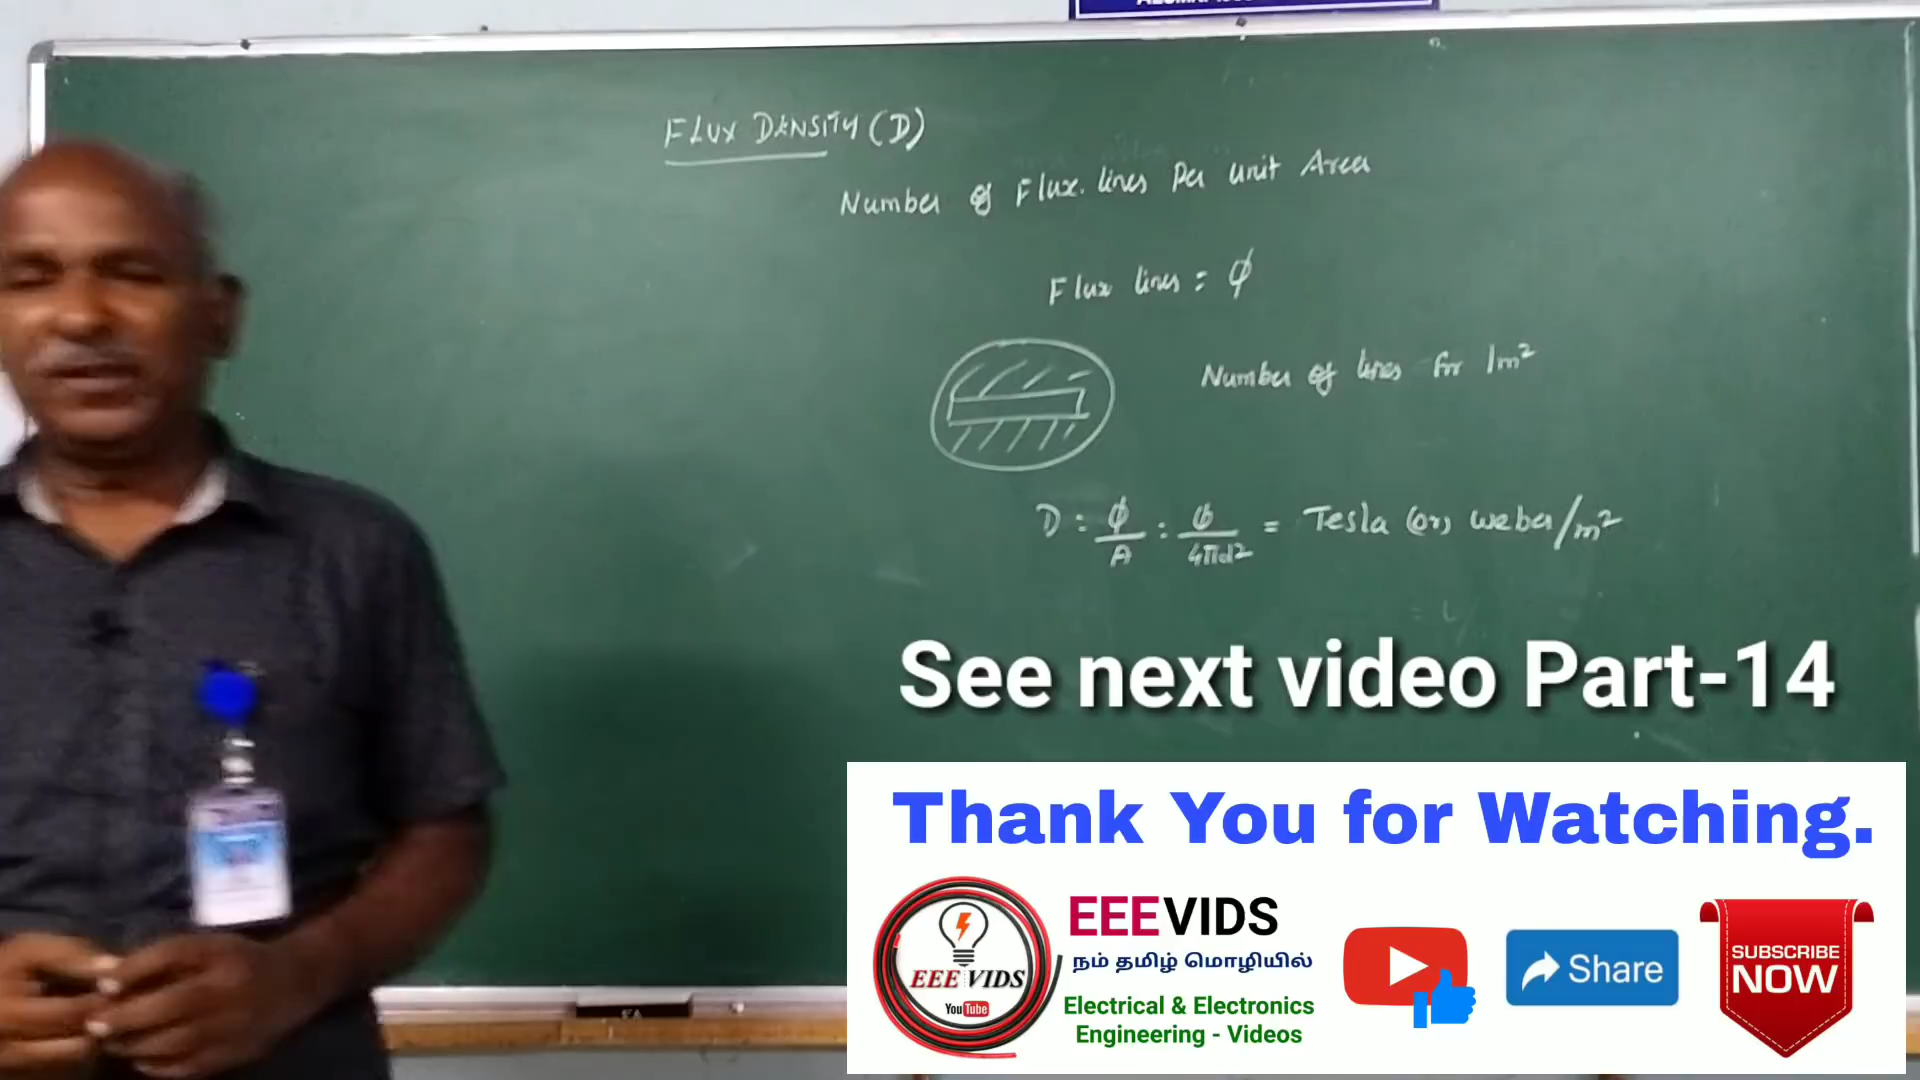 FLUX DENSITY (D)
Number of Flux lines Per unit Area
Flux lines = ϕ
Number of lines for 1m²
D = ϕ/A = ϕ/4πd² = Tesla (or) weber/m²
See next video Part-14
Thank You for Watching.
EEE VIDS
YouTube
EEEVIDS
நம் தமிழ் மொழியில்
Electrical & Electronics
Engineering - Videos
Share
SUBSCRIBE
NOW